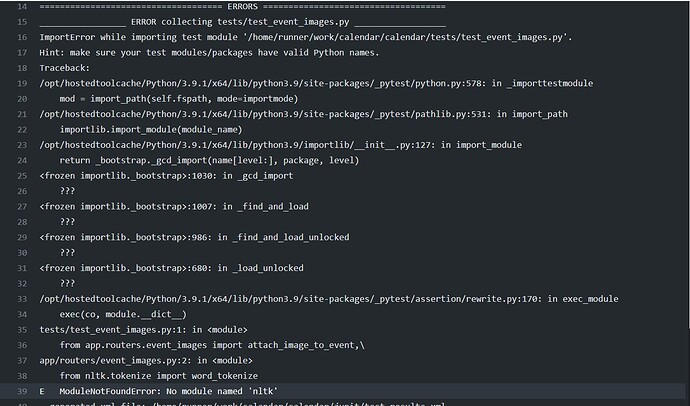 14 =================================== ERRORS ===================================
15 _________________ ERROR collecting tests/test_event_images.py __________________
16 ImportError while importing test module '/home/runner/work/calendar/calendar/tests/test_event_images.py'.
17 Hint: make sure your test modules/packages have valid Python names.
18 Traceback:
19 /opt/hostedtoolcache/Python/3.9.1/x64/lib/python3.9/site-packages/_pytest/python.py:578: in _importtestmodule
20 mod = import_path(self.fspath, mode=importmode)
21 /opt/hostedtoolcache/Python/3.9.1/x64/lib/python3.9/site-packages/_pytest/pathlib.py:531: in import_path
22 importlib.import_module(module_name)
23 /opt/hostedtoolcache/Python/3.9.1/x64/lib/python3.9/importlib/__init__.py:127: in import_module
24 return _bootstrap._gcd_import(name[level:], package, level)
25 <frozen importlib._bootstrap>:1030: in _gcd_import
26 ???
27 <frozen importlib._bootstrap>:1007: in _find_and_load
28 ???
29 <frozen importlib._bootstrap>:986: in _find_and_load_unlocked
30 ???
31 <frozen importlib._bootstrap>:680: in _load_unlocked
32 ???
33 /opt/hostedtoolcache/Python/3.9.1/x64/lib/python3.9/site-packages/_pytest/assertion/rewrite.py:170: in exec_module
34 exec(co, module.__dict__)
35 tests/test_event_images.py:1: in <module>
36 from app.routers.event_images import attach_image_to_event,\
37 app/routers/event_images.py:2: in <module>
38 from nltk.tokenize import word_tokenize
39 E ModuleNotFoundError: No module named 'nltk'